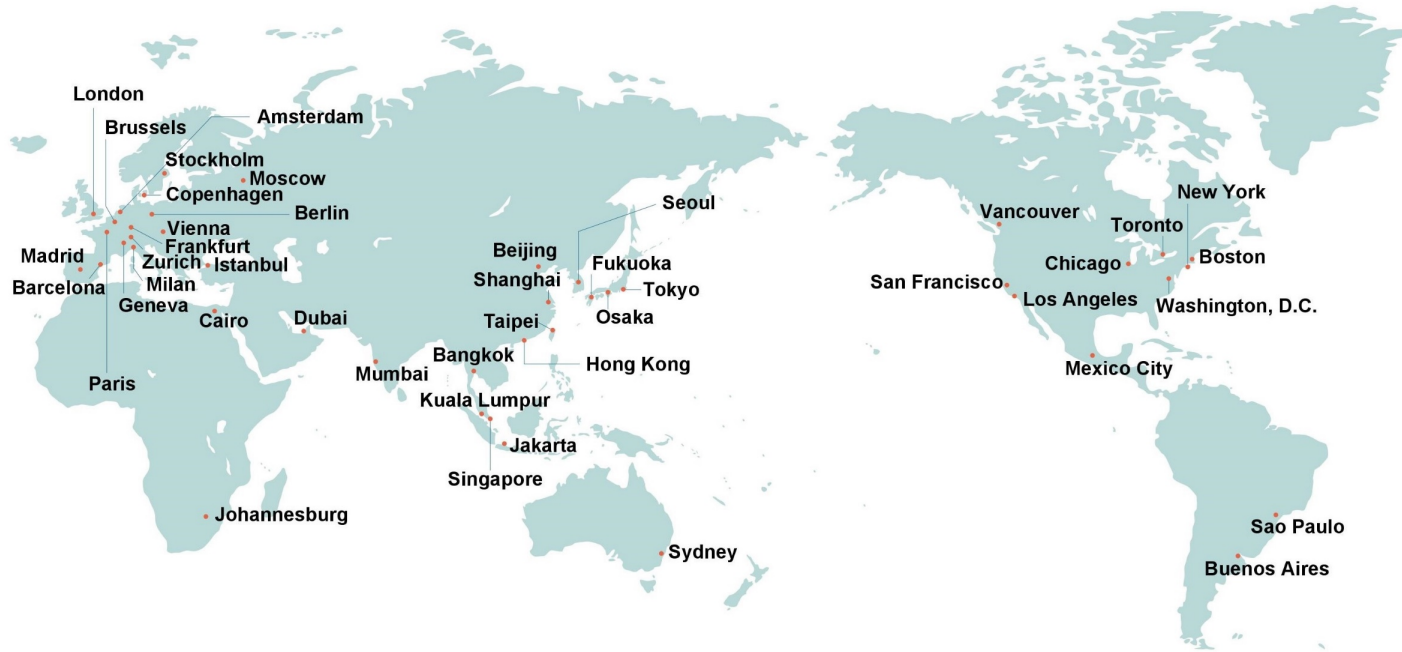 London
Brussels
Amsterdam
Stockholm
Moscow
Copenhagen
Berlin
Vienna
Frankfurt
Madrid
Zurich
Istanbul
Barcelona
Milan
Geneva
Cairo
Dubai
Paris
Johannesburg
Seoul
Beijing
Fukuoka
Shanghai
Tokyo
Osaka
Taipei
Bangkok
Hong Kong
Mumbai
Kuala Lumpur
Jakarta
Singapore
Sydney
New York
Vancouver
Toronto
Chicago
Boston
San Francisco
Los Angeles
Washington, D.C.
Mexico City
Sao Paulo
Buenos Aires